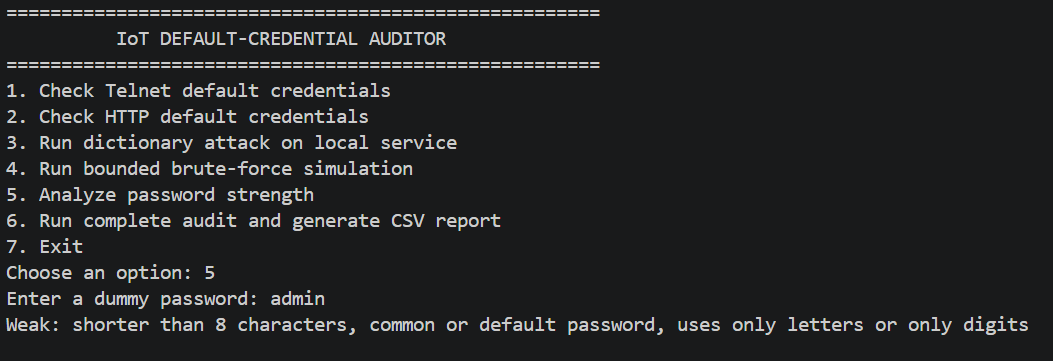 ======================================================
IoT DEFAULT-CREDENTIAL AUDITOR
======================================================
1. Check Telnet default credentials
2. Check HTTP default credentials
3. Run dictionary attack on local service
4. Run bounded brute-force simulation
5. Analyze password strength
6. Run complete audit and generate CSV report
7. Exit
Choose an option: 5
Enter a dummy password: admin
Weak: shorter than 8 characters, common or default password, uses only letters or only digits